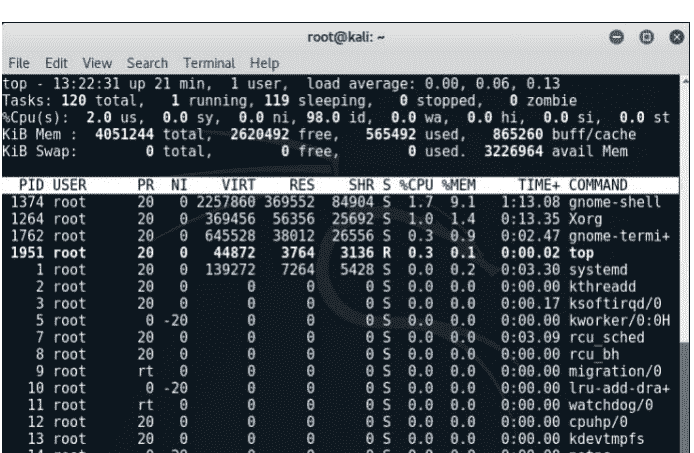 root@kali: ~
File Edit View Search Terminal Help
top - 13:22:31 up 21 min, 1 user, load average: 0.00, 0.06, 0.13
Tasks: 120 total, 1 running, 119 sleeping, 0 stopped, 0 zombie
%Cpu(s): 2.0 us, 0.0 sy, 0.0 ni, 98.0 id, 0.0 wa, 0.0 hi, 0.0 si, 0.0 st
KiB Mem : 4051244 total, 2620492 free, 565492 used, 865260 buff/cache
KiB Swap: 0 total, 0 free, 0 used. 3226964 avail Mem
PID USER PR NI VIRT RES SHR S %CPU %MEM TIME+ COMMAND
1374 root 20 0 2257860 369552 84904 S 1.7 9.1 1:13.08 gnome-shell
1264 root 20 0 369456 56356 25692 S 1.0 1.4 0:13.35 Xorg
1762 root 20 0 645528 38012 26556 S 0.3 0.9 0:02.47 gnome-termi+
1951 root 20 0 44872 3764 3136 R 0.3 0.1 0:00.02 top
1 root 20 0 139272 7264 5428 S 0.0 0.2 0:03.30 systemd
2 root 20 0 0 0 0 S 0.0 0.0 0:00.00 kthreadd
3 root 20 0 0 0 0 S 0.0 0.0 0:00.17 ksoftirqd/0
5 root 0 -20 0 0 0 S 0.0 0.0 0:00.00 kworker/0:0H
7 root 20 0 0 0 0 S 0.0 0.0 0:03.09 rcu_sched
8 root 20 0 0 0 0 S 0.0 0.0 0:00.00 rcu_bh
9 root rt 0 0 0 0 S 0.0 0.0 0:00.00 migration/0
10 root 0 -20 0 0 0 S 0.0 0.0 0:00.00 lru-add-dra+
11 root rt 0 0 0 0 S 0.0 0.0 0:00.00 watchdog/0
12 root 20 0 0 0 0 S 0.0 0.0 0:00.00 cpuhp/0
13 root 20 0 0 0 0 S 0.0 0.0 0:00.00 kdevtmpfs